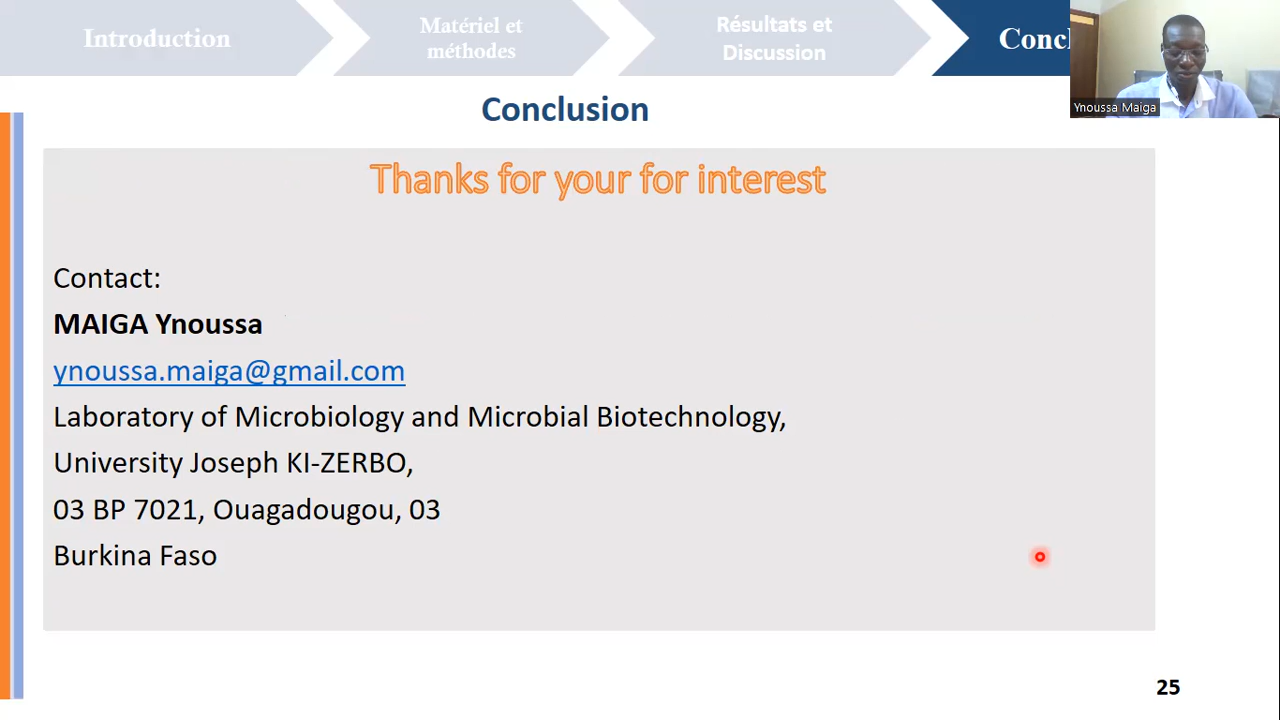 Introduction
Matériel et
méthodes
Résultats et
Discussion
Conc
Ynoussa Maiga
Conclusion
Thanks for your for interest
Contact:
MAIGA Ynoussa
ynoussa.maiga@gmail.com
Laboratory of Microbiology and Microbial Biotechnology,
University Joseph KI-ZERBO,
03 BP 7021, Ouagadougou, 03
Burkina Faso
25